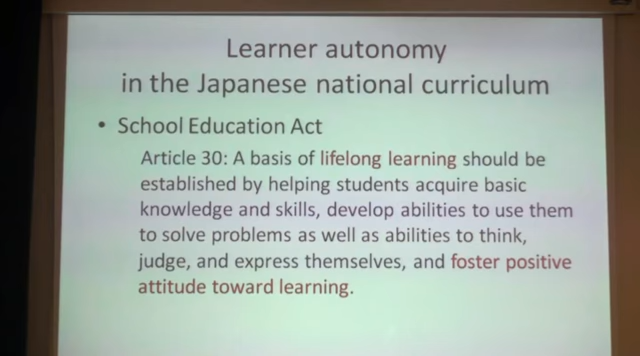 Learner autonomy
in the Japanese national curriculum
• School Education Act
Article 30: A basis of lifelong learning should be
established by helping students acquire basic
knowledge and skills, develop abilities to use them
to solve problems as well as abilities to think,
judge, and express themselves, and foster positive
attitude toward learning.